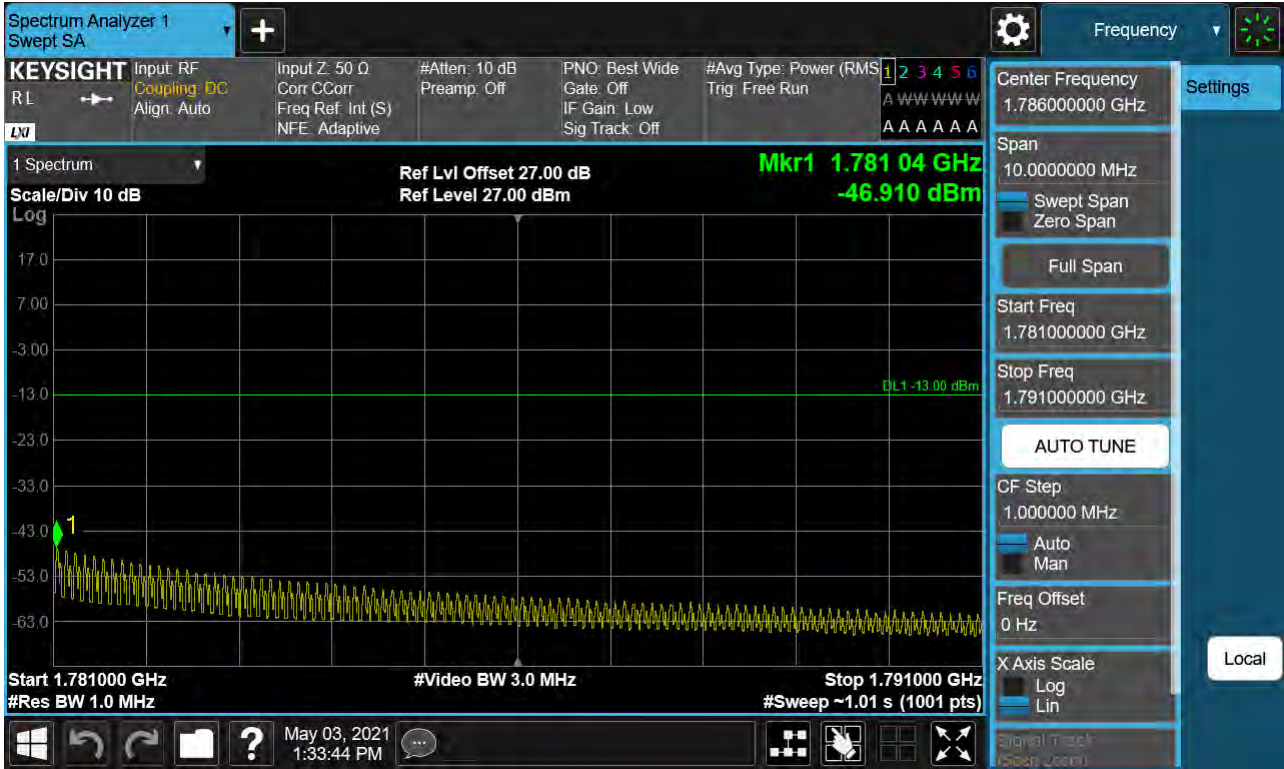 Spectrum Analyzer 1
Swept SA
+
Frequency
KEYSIGHT
RL
LXI
Input: RF
Coupling: DC
Align: Auto
Input Z: 50 Ω
Corr CCorr
Freq Ref: Int (S)
NFE: Adaptive
#Atten: 10 dB
Preamp: Off
PNO: Best Wide
Gate: Off
IF Gain: Low
Sig Track: Off
#Avg Type: Power (RMS
Trig: Free Run
1 2 3 4 5 6
A W W W W W
A A A A A A
1 Spectrum
Scale/Div 10 dB
Log
Ref Lvl Offset 27.00 dB
Ref Level 27.00 dBm
Mkr1 1.781 04 GHz
-46.910 dBm
17.0
7.00
-3.00
-13.0
-23.0
-33.0
-43.0
-53.0
-63.0
DL1 -13.00 dBm
1
Start 1.781000 GHz
#Res BW 1.0 MHz
#Video BW 3.0 MHz
Stop 1.791000 GHz
#Sweep ~1.01 s (1001 pts)
Center Frequency
1.786000000 GHz
Span
10.0000000 MHz
Swept Span
Zero Span
Full Span
Start Freq
1.781000000 GHz
Stop Freq
1.791000000 GHz
AUTO TUNE
CF Step
1.000000 MHz
Auto
Man
Freq Offset
0 Hz
X Axis Scale
Log
Lin
Signal Track
(Span Zoom)
Settings
Local
?
May 03, 2021
1:33:44 PM